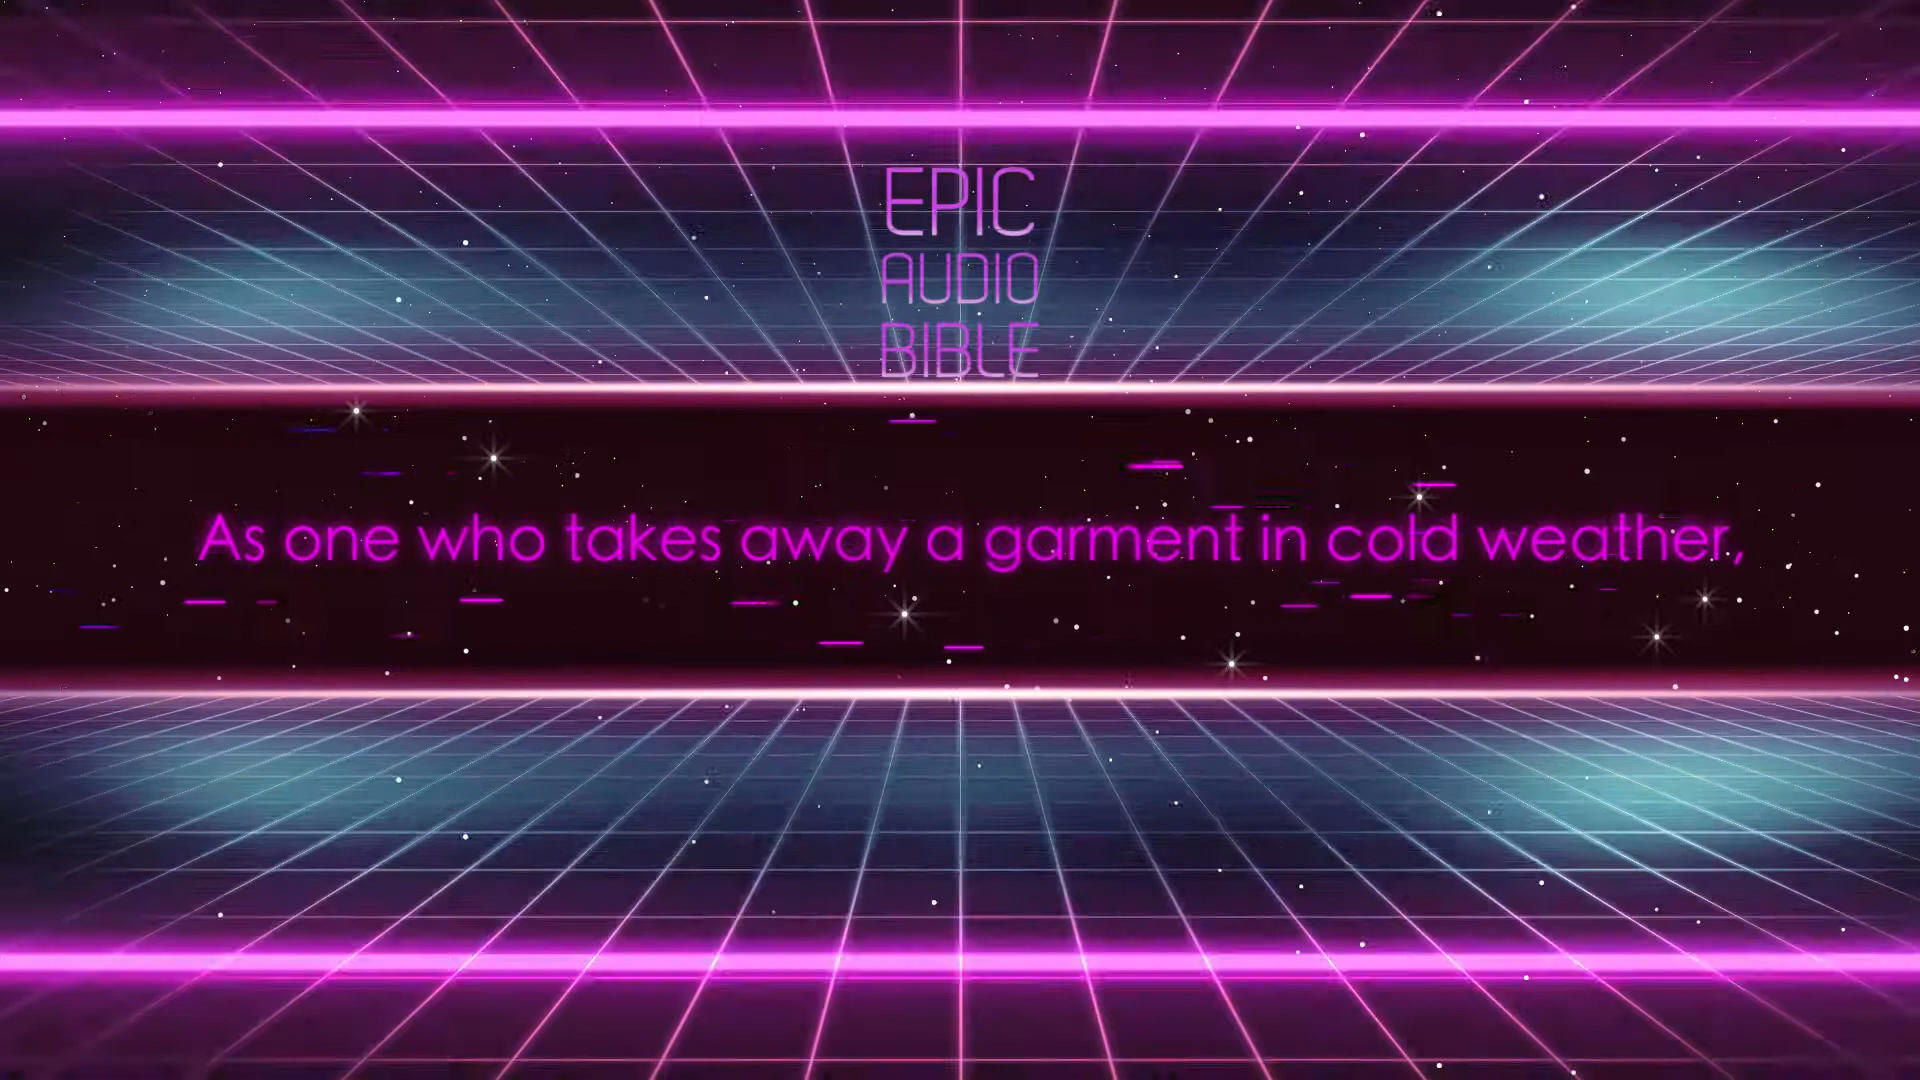 EPIC
AUDIO
BIBLE
As one who takes away a garment in cold weather,